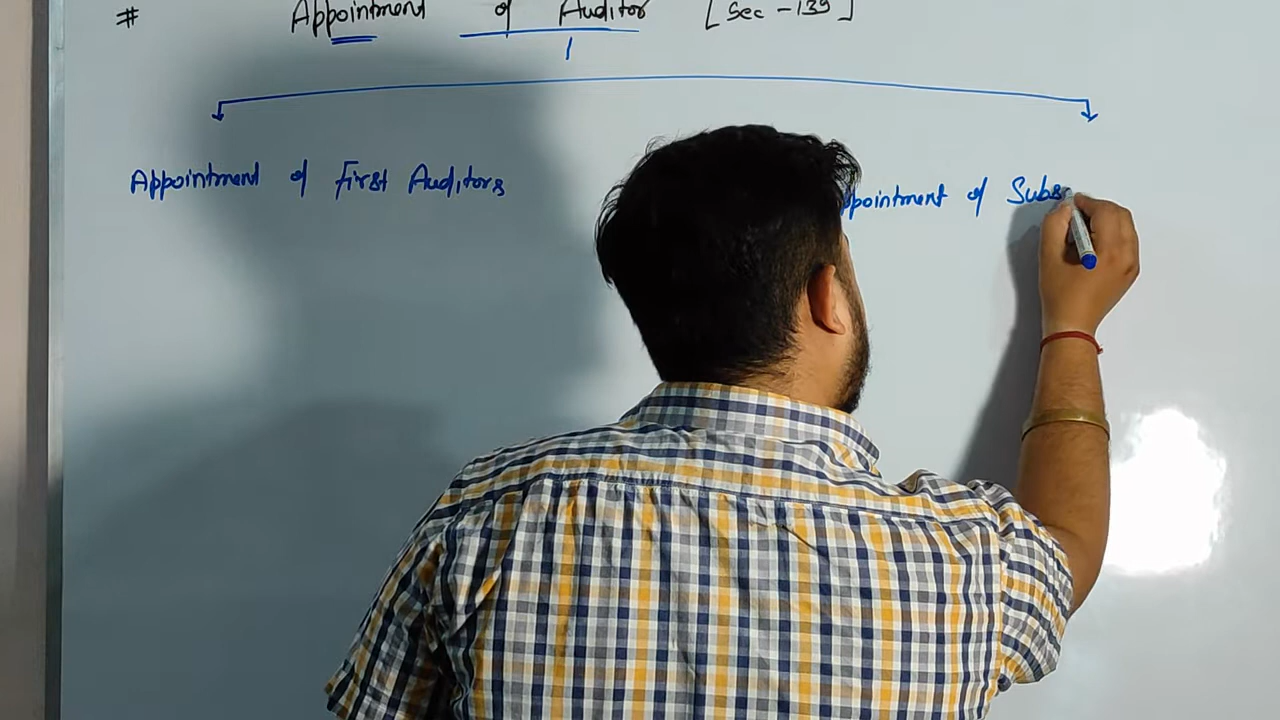 # Appointment of Auditor [Sec-139]
Appointment of First Auditors
ppointment of Subs